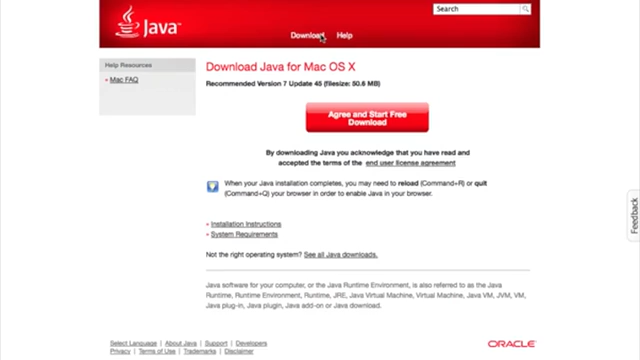 Java™
Search
Download Help
Help Resources
Mac FAQ
Download Java for Mac OS X
Recommended Version 7 Update 45 (filesize: 50.6 MB)
Agree and Start Free
Download
By downloading Java you acknowledge that you have read and
accepted the terms of the end user license agreement
When your Java installation completes, you may need to reload (Command+R) or quit
(Command+Q) your browser in order to enable Java in your browser.
Installation Instructions
System Requirements
Not the right operating system? See all Java downloads.
Java software for your computer, or the Java Runtime Environment, is also referred to as the Java
Runtime, Runtime Environment, Runtime, JRE, Java Virtual Machine, Virtual Machine, Java VM, JVM, VM,
Java plug-in, Java plugin, Java add-on or Java download.
Select Language | About Java | Support | Developers
Privacy | Terms of Use | Trademarks | Disclaimer
ORACLE
Feedback